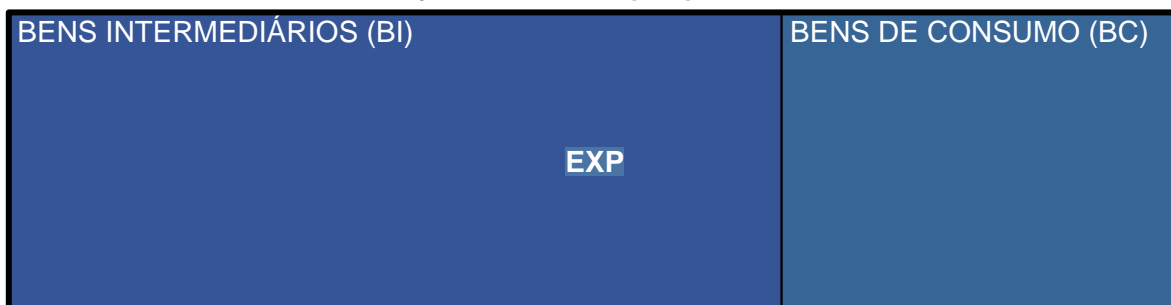 BENS INTERMEDIÁRIOS (BI)
BENS DE CONSUMO (BC)
EXP